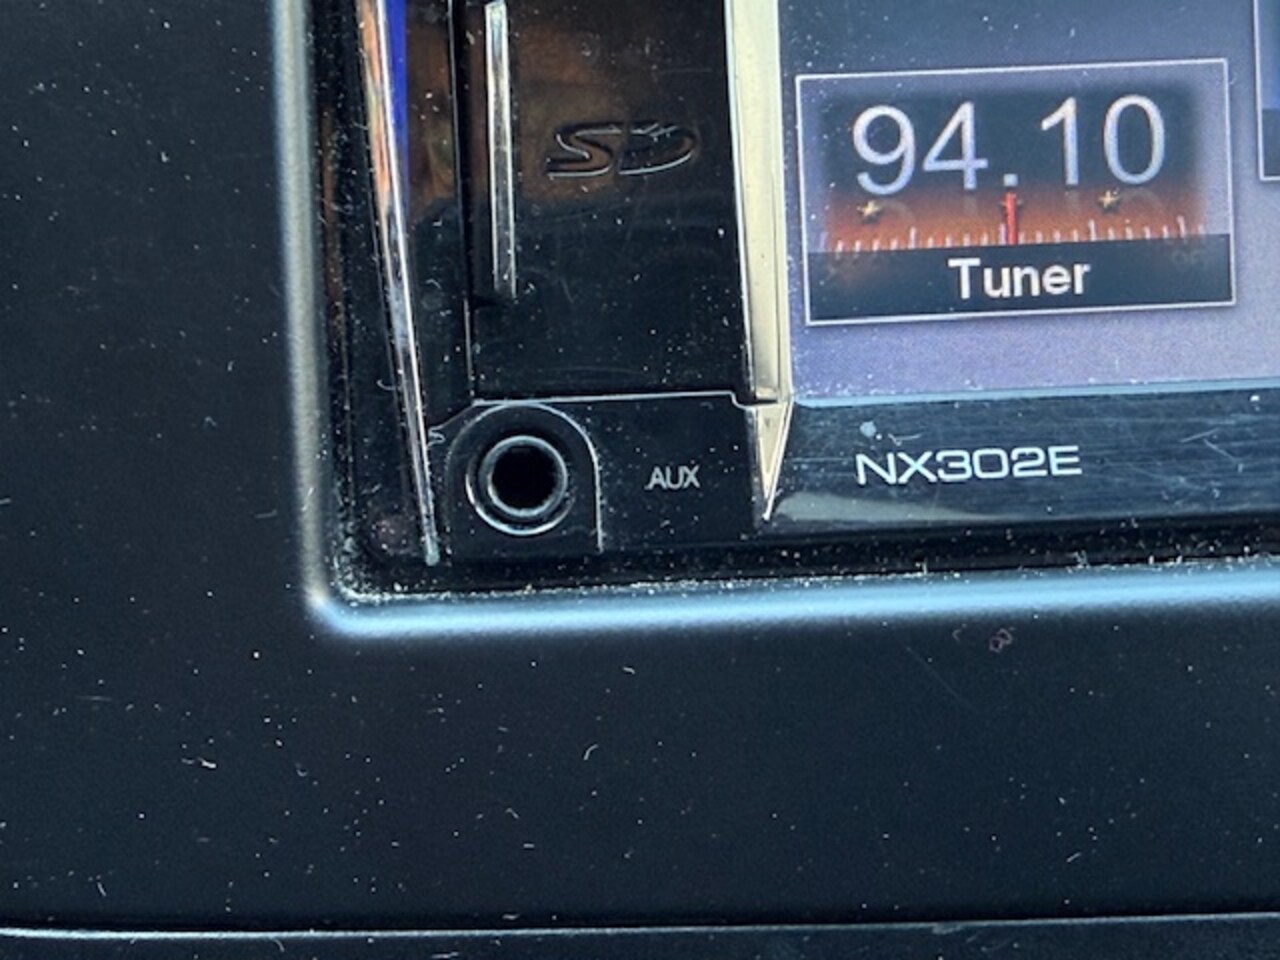 SD
94.10
Tuner
AUX
NX302E